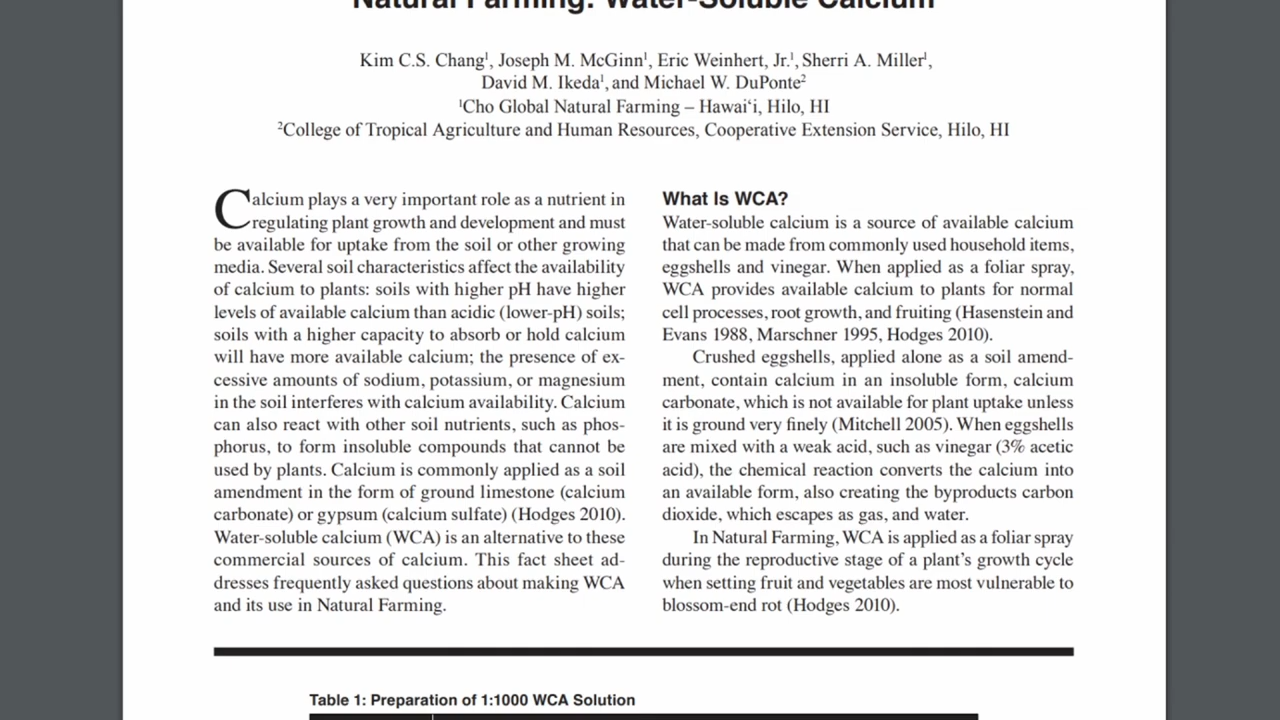 Natural Farming: Water-Soluble Calcium
Kim C.S. Chang¹, Joseph M. McGinn¹, Eric Weinhert, Jr.¹, Sherri A. Miller¹,
David M. Ikeda¹, and Michael W. DuPonte²
¹Cho Global Natural Farming – Hawai‘i, Hilo, HI
²College of Tropical Agriculture and Human Resources, Cooperative Extension Service, Hilo, HI
Calcium plays a very important role as a nutrient in
regulating plant growth and development and must
be available for uptake from the soil or other growing
media. Several soil characteristics affect the availability
of calcium to plants: soils with higher pH have higher
levels of available calcium than acidic (lower-pH) soils;
soils with a higher capacity to absorb or hold calcium
will have more available calcium; the presence of ex-
cessive amounts of sodium, potassium, or magnesium
in the soil interferes with calcium availability. Calcium
can also react with other soil nutrients, such as phos-
phorus, to form insoluble compounds that cannot be
used by plants. Calcium is commonly applied as a soil
amendment in the form of ground limestone (calcium
carbonate) or gypsum (calcium sulfate) (Hodges 2010).
Water-soluble calcium (WCA) is an alternative to these
commercial sources of calcium. This fact sheet ad-
dresses frequently asked questions about making WCA
and its use in Natural Farming.
What Is WCA?
Water-soluble calcium is a source of available calcium
that can be made from commonly used household items,
eggshells and vinegar. When applied as a foliar spray,
WCA provides available calcium to plants for normal
cell processes, root growth, and fruiting (Hasenstein and
Evans 1988, Marschner 1995, Hodges 2010).
Crushed eggshells, applied alone as a soil amend-
ment, contain calcium in an insoluble form, calcium
carbonate, which is not available for plant uptake unless
it is ground very finely (Mitchell 2005). When eggshells
are mixed with a weak acid, such as vinegar (3% acetic
acid), the chemical reaction converts the calcium into
an available form, also creating the byproducts carbon
dioxide, which escapes as gas, and water.
In Natural Farming, WCA is applied as a foliar spray
during the reproductive stage of a plant’s growth cycle
when setting fruit and vegetables are most vulnerable to
blossom-end rot (Hodges 2010).
Table 1: Preparation of 1:1000 WCA Solution